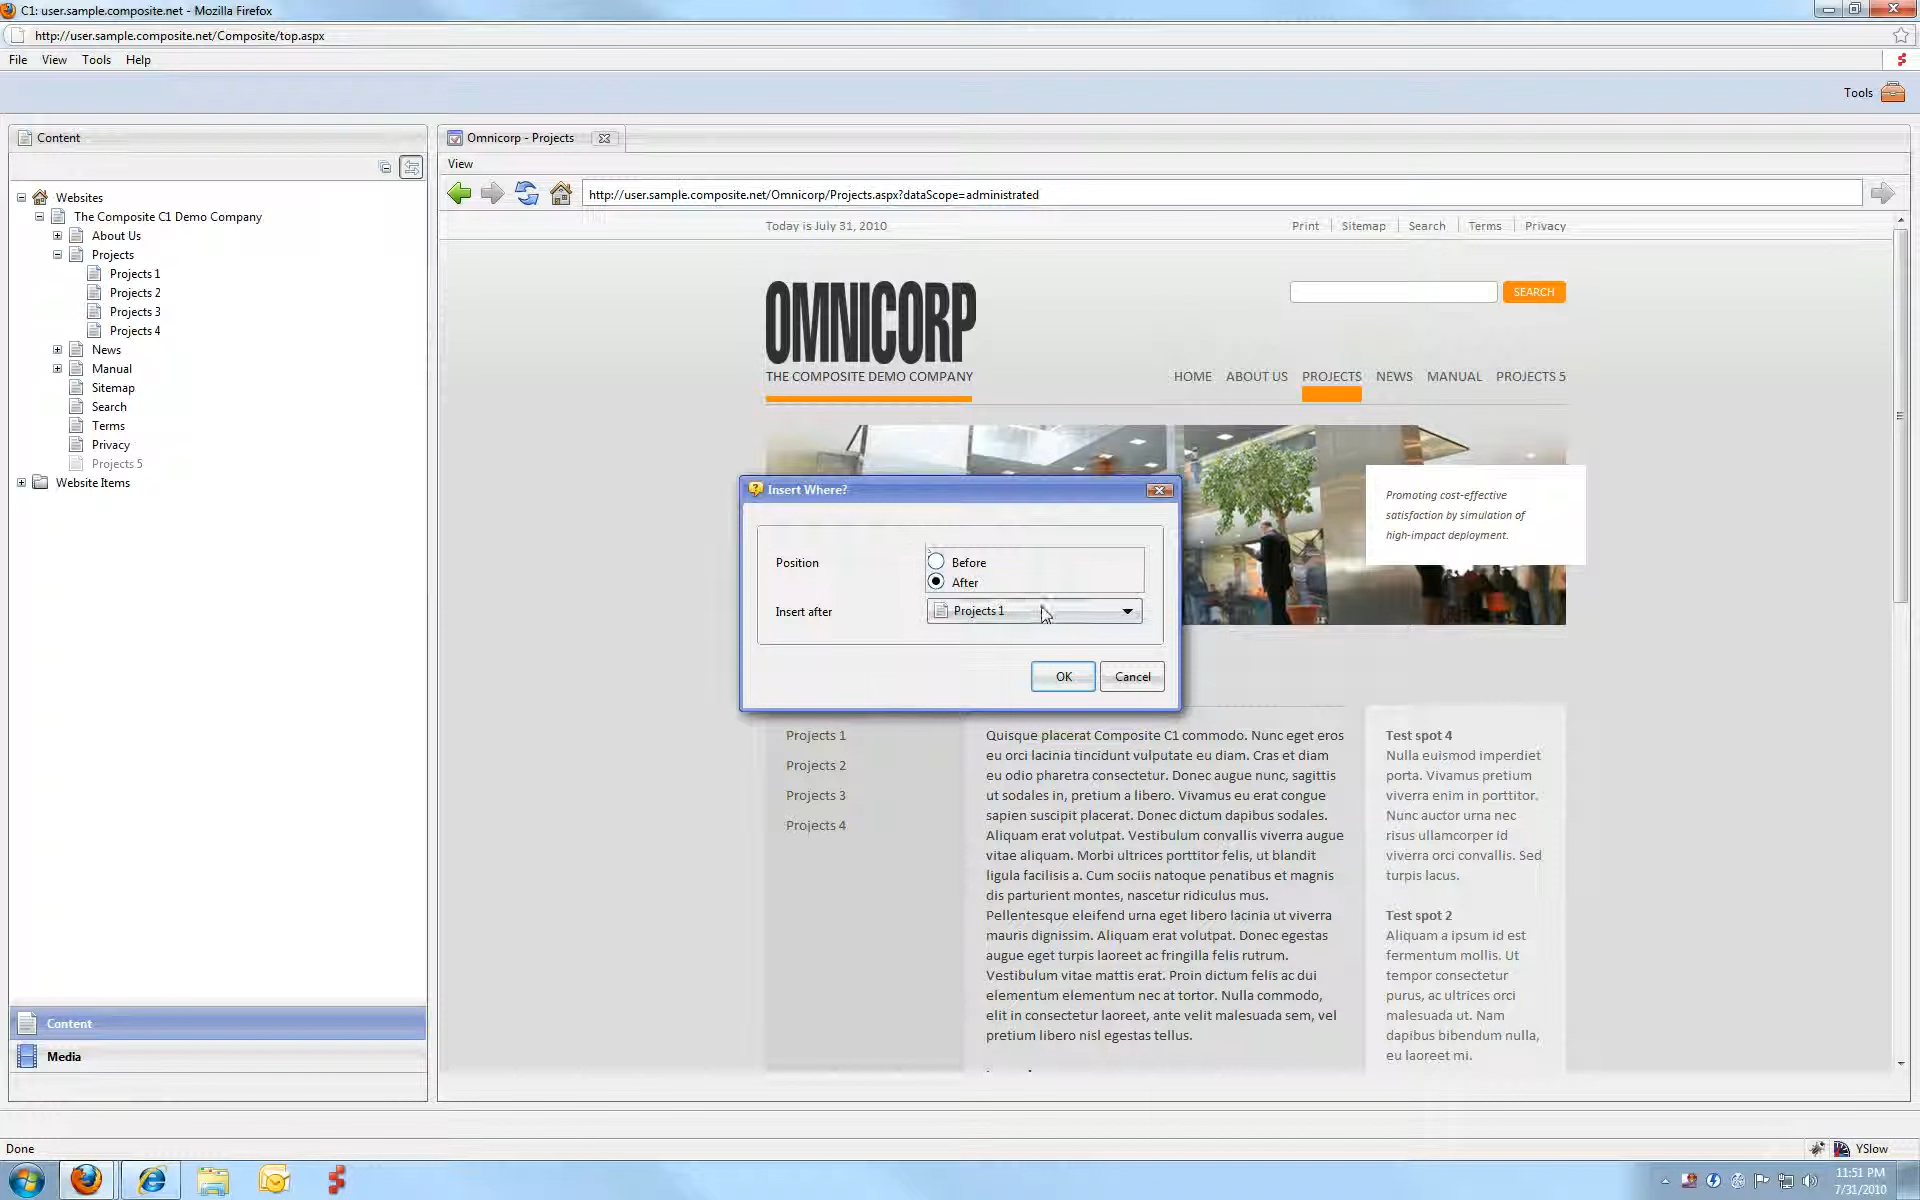 C1: user.sample.composite.net - Mozilla Firefox
http://user.sample.composite.net/Composite/top.aspx
File View Tools Help
Tools
Content
Websites
The Composite C1 Demo Company
About Us
Projects
Projects 1
Projects 2
Projects 3
Projects 4
News
Manual
Sitemap
Search
Terms
Privacy
Projects 5
Website Items
Content
Media
Omnicorp - Projects
View
http://user.sample.composite.net/Omnicorp/Projects.aspx?dataScope=administrated
Today is July 31, 2010
Print Sitemap Search Terms Privacy
OMNICORP
THE COMPOSITE DEMO COMPANY
SEARCH
HOME ABOUT US PROJECTS NEWS MANUAL PROJECTS 5
Promoting cost-effective
satisfaction by simulation of
high-impact deployment.
Insert Where?
Position
Before
After
Insert after
Projects 1
OK Cancel
Projects 1
Projects 2
Projects 3
Projects 4
Quisque placerat Composite C1 commodo. Nunc eget eros
eu orci lacinia tincidunt vulputate eu diam. Cras et diam
eu odio pharetra consectetur. Donec augue nunc, sagittis
ut sodales in, pretium a libero. Vivamus eu erat congue
sapien suscipit placerat. Donec dictum dapibus sodales.
Aliquam erat volutpat. Vestibulum convallis viverra augue
vitae aliquam. Morbi ultrices porttitor felis, ut blandit
ligula facilisis a. Cum sociis natoque penatibus et magnis
dis parturient montes, nascetur ridiculus mus.
Pellentesque eleifend urna eget libero lacinia ut viverra
mauris dignissim. Aliquam erat volutpat. Donec egestas
augue eget turpis laoreet ac fringilla felis rutrum.
Vestibulum vitae mattis erat. Proin dictum felis ac dui
elementum elementum nec at tortor. Nulla commodo,
elit in consectetur laoreet, ante velit malesuada sem, vel
pretium libero nisl egestas tellus.
Test spot 4
Nulla euismod imperdiet
porta. Vivamus pretium
viverra enim in porttitor.
Nunc auctor urna nec
risus ullamcorper id
viverra orci convallis. Sed
turpis lacus.
Test spot 2
Aliquam a ipsum id est
fermentum mollis. Ut
tempor consectetur
purus, ac ultrices orci
malesuada ut. Nam
dapibus bibendum nulla,
eu laoreet mi.
Done
YSlow
11:51 PM
7/31/2010